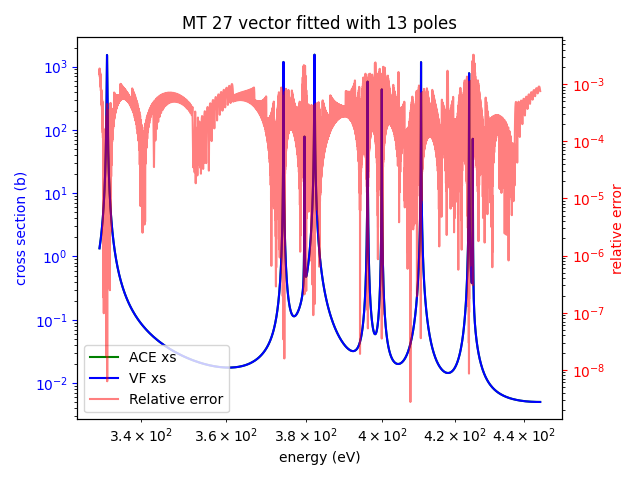 MT 27 vector fitted with 13 poles
cross section (b)
10³
10²
10¹
10⁰
10⁻¹
10⁻²
10⁻³
10⁻⁴
10⁻⁵
10⁻⁶
10⁻⁷
10⁻⁸
relative error
ACE xs
VF xs
Relative error
3.4 × 10² 3.6 × 10² 3.8 × 10² 4 × 10² 4.2 × 10² 4.4 × 10²
energy (eV)